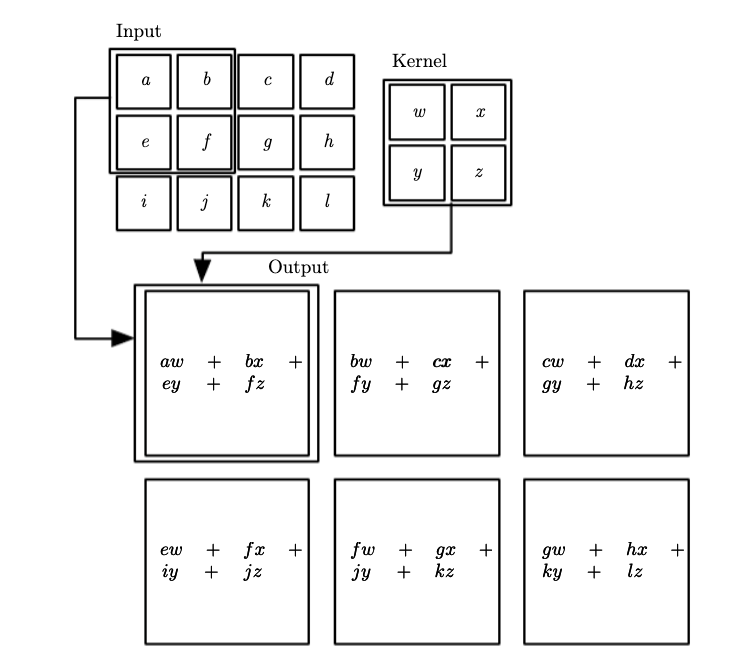 Input
a b c d
e f g h
i j k l
Kernel
w x
y z
Output
aw + bx +
ey + fz
bw + cx +
fy + gz
cw + dx +
gy + hz
ew + fx +
iy + jz
fw + gx +
jy + kz
gw + hx +
ky + lz